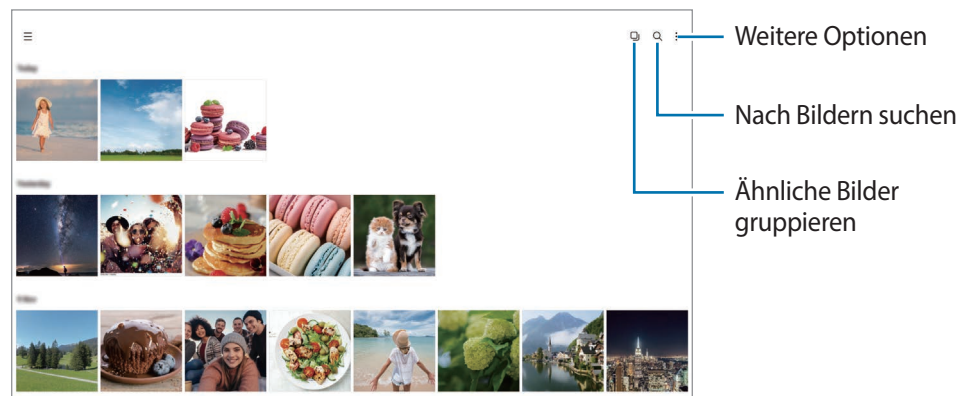 Weitere Optionen
Nach Bildern suchen
Ähnliche Bilder
gruppieren